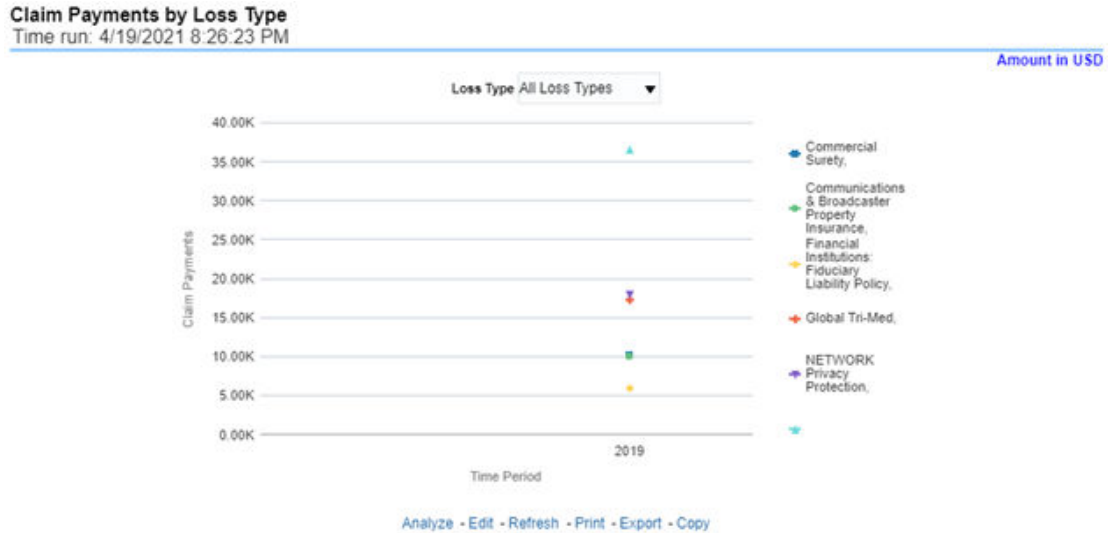 Claim Payments by Loss Type
Time run: 4/19/2021 8:26:23 PM
Amount in USD
Loss Type All Loss Types
40.00K
35.00K
30.00K
25.00K
20.00K
15.00K
10.00K
5.00K
0.00K
Claim Payments
2019
Time Period
Commercial
Surety,
Communications
& Broadcaster
Property
Insurance,
Financial
Institutions:
Fiduciary
Liability Policy,
Global Tri-Med,
NETWORK
Privacy
Protection,
Analyze - Edit - Refresh - Print - Export - Copy